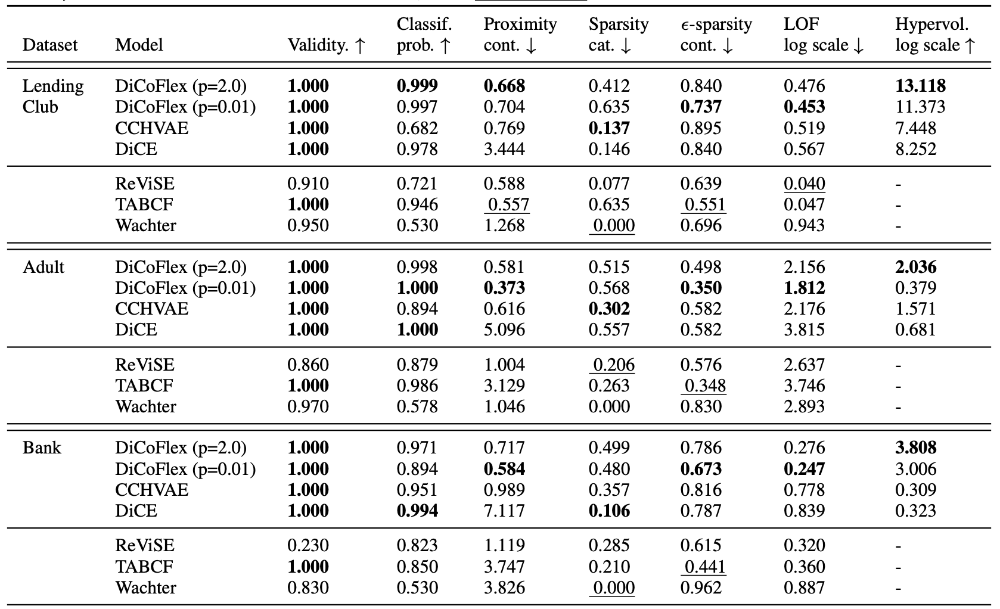 Classif. Proximity Sparsity ϵ-sparsity LOF Hypervol.
Dataset Model Validity. ↑ prob. ↑ cont. ↓ cat. ↓ cont. ↓ log scale ↓ log scale ↑
Lending DiCoFlex (p=2.0) 1.000 0.999 0.668 0.412 0.840 0.476 13.118
Club DiCoFlex (p=0.01) 1.000 0.997 0.704 0.635 0.737 0.453 11.373
CCHVAE 1.000 0.682 0.769 0.137 0.895 0.519 7.448
DiCE 1.000 0.978 3.444 0.146 0.840 0.567 8.252
ReViSE 0.910 0.721 0.588 0.077 0.639 0.040 -
TABCF 1.000 0.946 0.557 0.635 0.551 0.047 -
Wachter 0.950 0.530 1.268 0.000 0.696 0.943 -
Adult DiCoFlex (p=2.0) 1.000 0.998 0.581 0.515 0.498 2.156 2.036
DiCoFlex (p=0.01) 1.000 1.000 0.373 0.568 0.350 1.812 0.379
CCHVAE 1.000 0.894 0.616 0.302 0.582 2.176 1.571
DiCE 1.000 1.000 5.096 0.557 0.582 3.815 0.681
ReViSE 0.860 0.879 1.004 0.206 0.576 2.637 -
TABCF 1.000 0.986 3.129 0.263 0.348 3.746 -
Wachter 0.970 0.578 1.046 0.000 0.830 2.893 -
Bank DiCoFlex (p=2.0) 1.000 0.971 0.717 0.499 0.786 0.276 3.808
DiCoFlex (p=0.01) 1.000 0.894 0.584 0.480 0.673 0.247 3.006
CCHVAE 1.000 0.951 0.989 0.357 0.816 0.778 0.309
DiCE 1.000 0.994 7.117 0.106 0.787 0.839 0.323
ReViSE 0.230 0.823 1.119 0.285 0.615 0.320 -
TABCF 1.000 0.850 3.747 0.210 0.441 0.360 -
Wachter 0.830 0.530 3.826 0.000 0.962 0.887 -